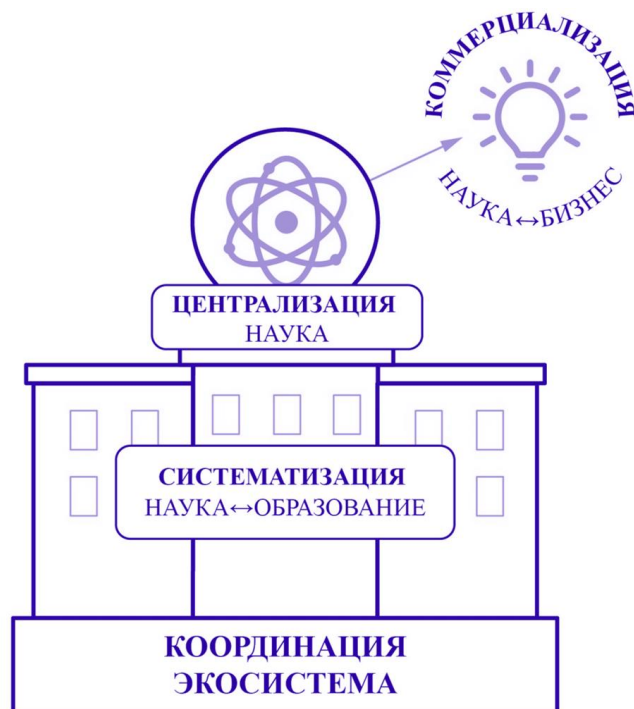 КОММЕРЦИАЛИЗАЦИЯ
НАУКА↔БИЗНЕС
ЦЕНТРАЛИЗАЦИЯ
НАУКА
СИСТЕМАТИЗАЦИЯ
НАУКА↔ОБРАЗОВАНИЕ
КООРДИНАЦИЯ
ЭКОСИСТЕМА